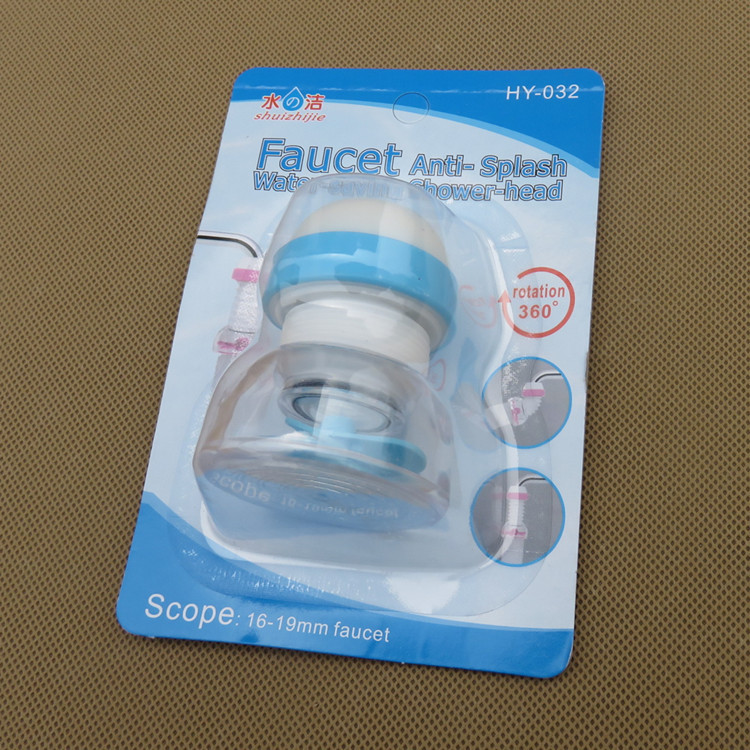 水の洁
shuizhijie
HY-032
Faucet Anti- Splash
Shower-head
rotation
360°
Scope: 16-19mm faucet